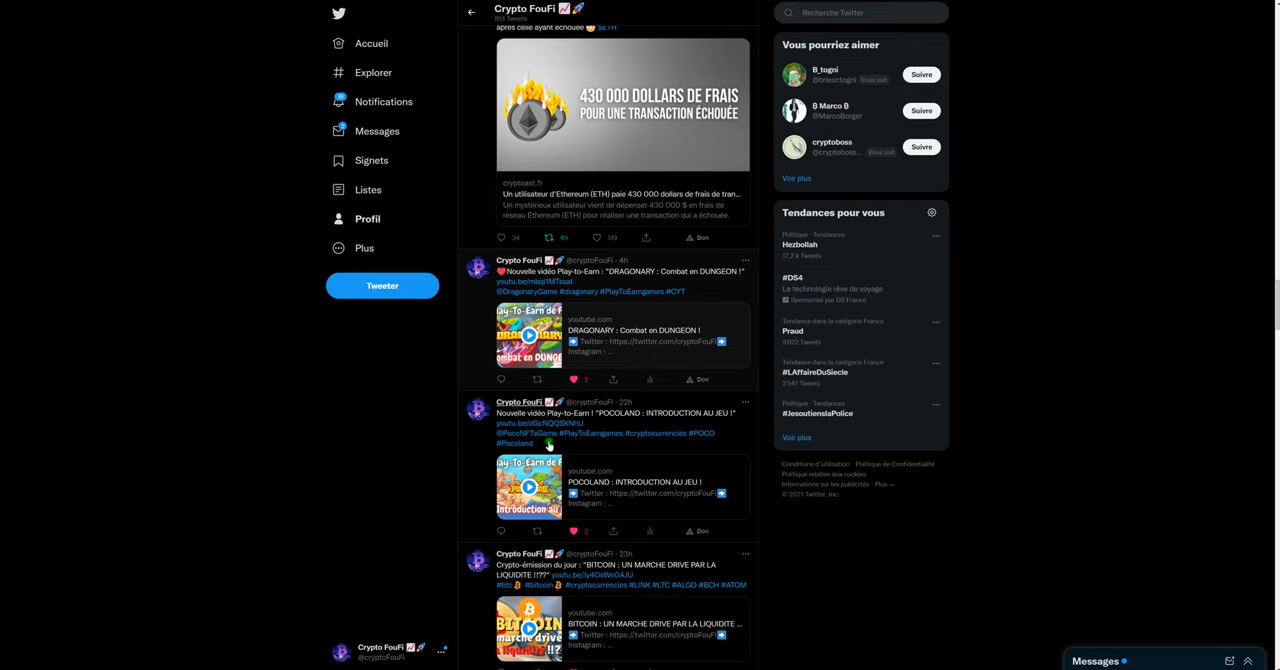 Accueil
Explorer
Notifications
Messages
Signets
Listes
Profil
Plus
Tweeter
Crypto FouFi 📈🚀
@cryptoFouFi
Crypto FouFi 📈🚀
851 Tweets
après celle ayant échouée $ETH
430 000 DOLLARS DE FRAIS
POUR UNE TRANSACTION ÉCHOUÉE
cryptoast.fr
Un utilisateur d'Ethereum (ETH) paie 430 000 dollars de frais de tran...
Un mystérieux utilisateur vient de dépenser 430 000 $ en frais de
réseau Ethereum (ETH) pour réaliser une transaction qui a échouée.
34 49 119 Don
Crypto FouFi 📈🚀 @cryptoFouFi · 4h
❤️Nouvelle vidéo Play-to-Earn : "DRAGONARY : Combat en DUNGEON !"
@DragonaryGame #dragonary #PlayToEarngames #CYT
youtube.com
DRAGONARY : Combat en DUNGEON !
➡️ Twitter : https://twitter.com/cryptoFouFi➡️
Instagram : ...
2 Don
Crypto FouFi 📈🚀 @cryptoFouFi · 22h
Nouvelle vidéo Play-to-Earn ! "POCOLAND : INTRODUCTION AU JEU !"
youtu.be/dGcNQQSXNhU
@PocoNFTsGame #PlayToEarngames #cryptocurrencies #POCO
#Pocoland
youtube.com
POCOLAND : INTRODUCTION AU JEU !
➡️ Twitter : https://twitter.com/cryptoFouFi➡️
Instagram : ...
2 Don
Crypto FouFi 📈🚀 @cryptoFouFi · 23h
Crypto-émission du jour : "BITCOIN : UN MARCHE DRIVE PAR LA
LIQUIDITE !!??" youtu.be/Iy4OsWn0AJU
#btc #bitcoin #cryptocurrencies #LINK #LTC #ALGO #BCH #ATOM
youtube.com
BITCOIN : UN MARCHE DRIVE PAR LA LIQUIDITE ...
➡️ Twitter : https://twitter.com/cryptoFouFi➡️
Instagram : ...
Recherche Twitter
Vous pourriez aimer
B_togni
@brieuctogni Vous suit
Suivre
₿ Marco ₿
@MarcoBorger
Suivre
cryptoboss
@cryptoboss... Vous suit
Suivre
Voir plus
Tendances pour vous
Politique · Tendances
Hezbollah
17,2 k Tweets
#DS4
La technologie rêve de voyage
Sponsorisé par DS France
Tendance dans la catégorie France
Praud
9 822 Tweets
Tendance dans la catégorie France
#LAffaireDuSiecle
2 547 Tweets
Politique · Tendances
#JesoutienslaPolice
Voir plus
Conditions d'utilisation Politique de Confidentialité
Politique relative aux cookies
Informations sur les publicités Plus ···
© 2021 Twitter, Inc.
Messages